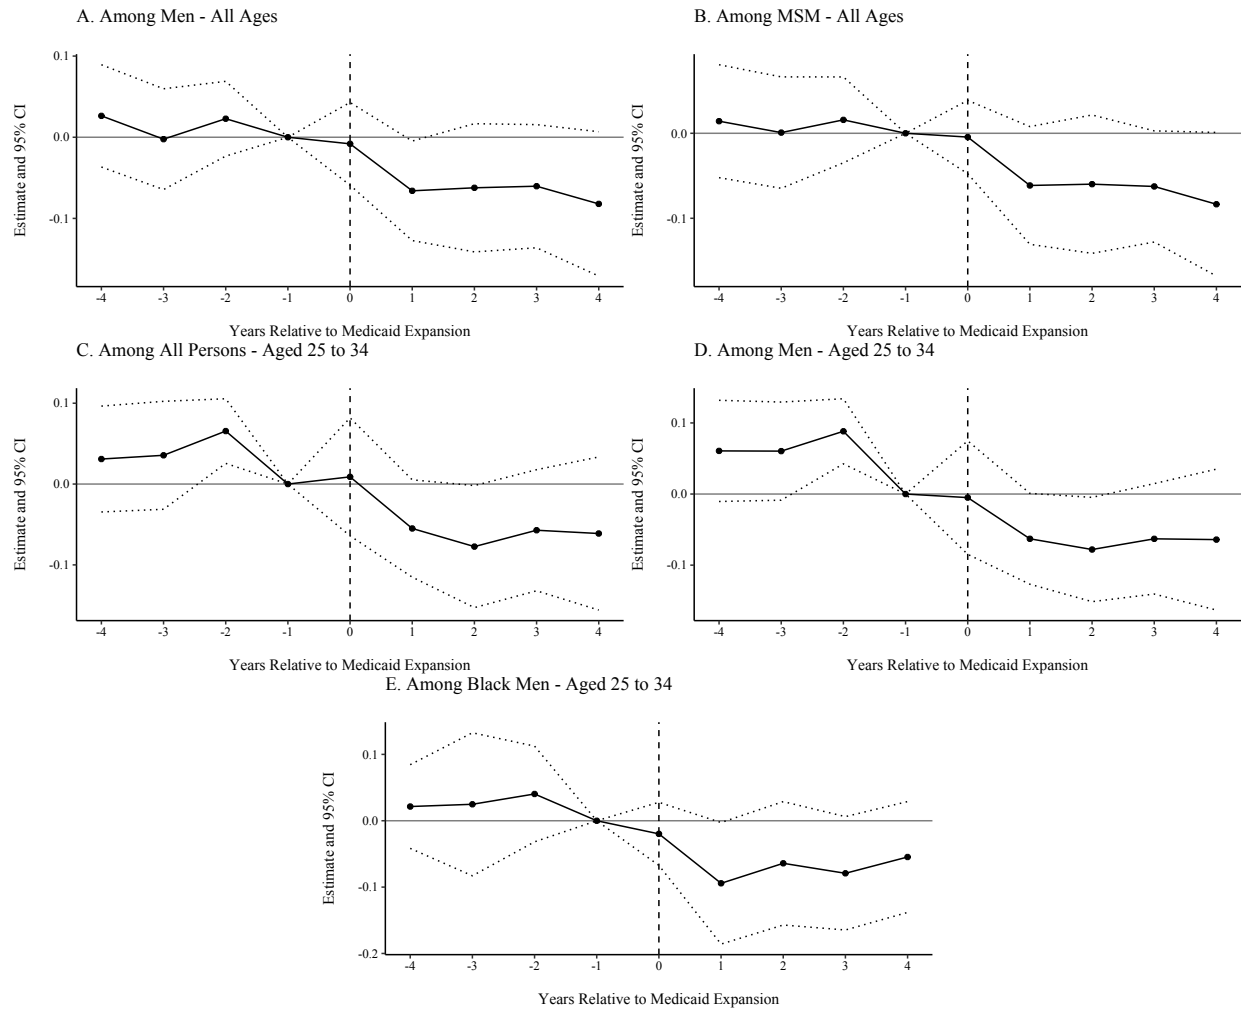 A. Among Men - All Ages
Estimate and 95% CI
0.1
0.0
-0.1
-4 -3 -2 -1 0 1 2 3 4
Years Relative to Medicaid Expansion
B. Among MSM - All Ages
Estimate and 95% CI
0.0
-0.1
-4 -3 -2 -1 0 1 2 3 4
Years Relative to Medicaid Expansion
C. Among All Persons - Aged 25 to 34
Estimate and 95% CI
0.1
0.0
-0.1
-4 -3 -2 -1 0 1 2 3 4
Years Relative to Medicaid Expansion
D. Among Men - Aged 25 to 34
Estimate and 95% CI
0.1
0.0
-0.1
-4 -3 -2 -1 0 1 2 3 4
Years Relative to Medicaid Expansion
E. Among Black Men - Aged 25 to 34
Estimate and 95% CI
0.1
0.0
-0.1
-0.2
-4 -3 -2 -1 0 1 2 3 4
Years Relative to Medicaid Expansion